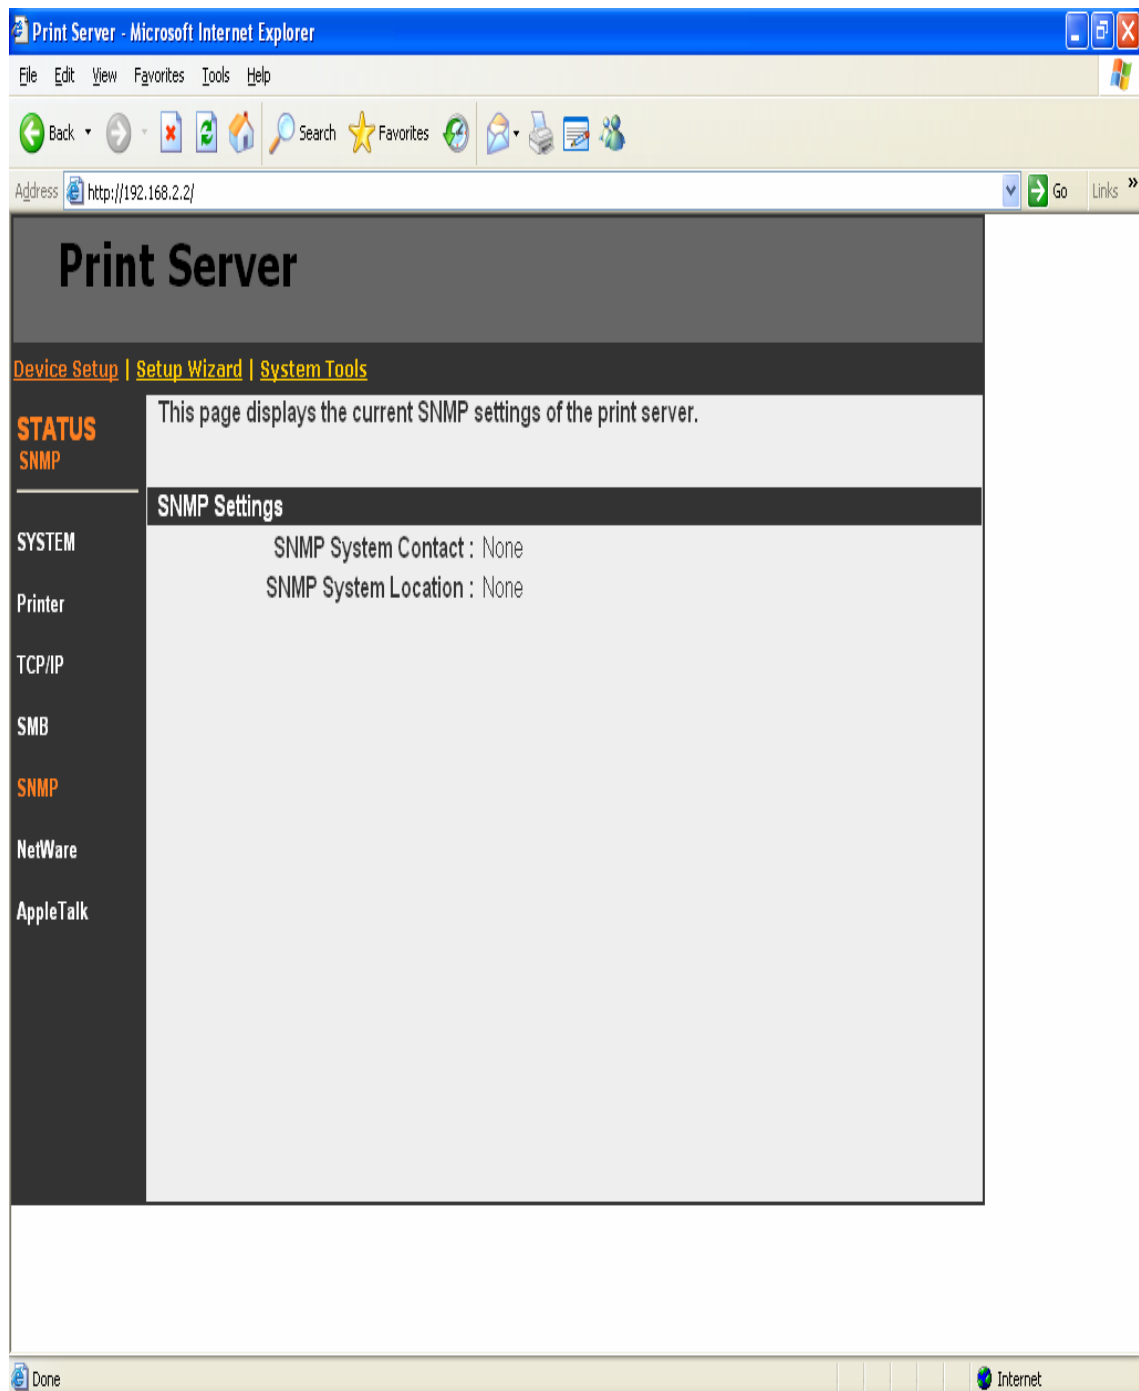 Print Server - Microsoft Internet Explorer
File Edit View Favorites Tools Help
Back Search Favorites
Address http://192.168.2.2/ Go Links »
Print Server
Device Setup | Setup Wizard | System Tools
STATUS
SNMP
This page displays the current SNMP settings of the print server.
SNMP Settings
SNMP System Contact : None
SNMP System Location : None
SYSTEM
Printer
TCP/IP
SMB
SNMP
NetWare
AppleTalk
Done Internet